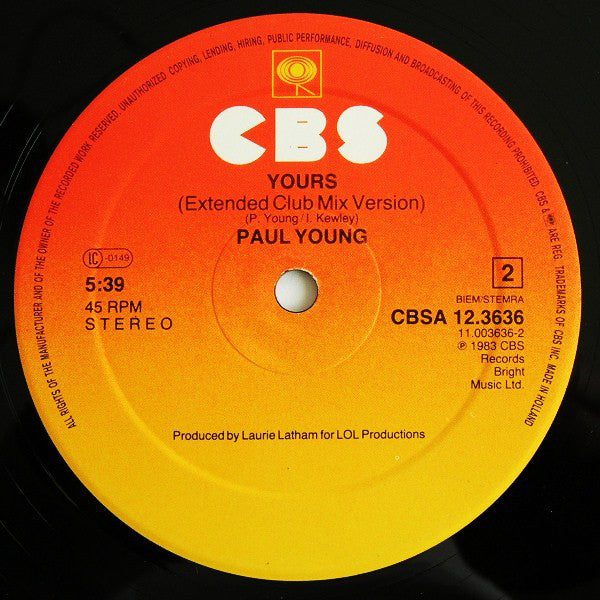 ALL RIGHTS OF THE MANUFACTURER AND OF THE OWNER OF THE RECORDED WORK RESERVED. UNAUTHORIZED COPYING, LENDING, HIRING, PUBLIC PERFORMANCE, DIFFUSION AND BROADCASTING OF THIS RECORDING PROHIBITED. CBS & ARE REG. TRADEMARKS OF CBS INC. MADE IN HOLLAND
CBS
YOURS
(Extended Club Mix Version)
(P. Young/I. Kewley)
PAUL YOUNG
IC -0149
5:39
45 RPM
STEREO
2
BIEM/STEMRA
CBSA 12.3636
11.003636-2
℗ 1983 CBS
Records
Bright
Music Ltd.
Produced by Laurie Latham for LOL Productions